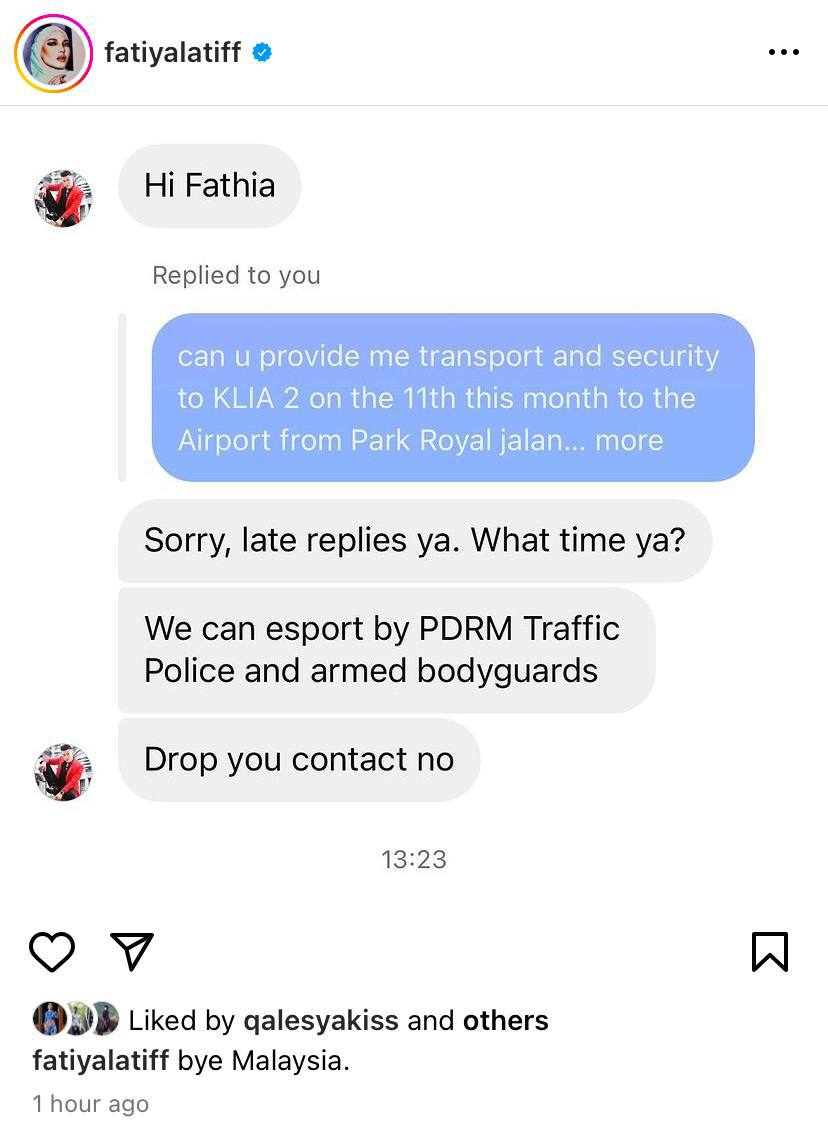 fatiyalatiff
Hi Fathia
Replied to you
can u provide me transport and security
to KLIA 2 on the 11th this month to the
Airport from Park Royal jalan... more
Sorry, late replies ya. What time ya?
We can esport by PDRM Traffic
Police and armed bodyguards
Drop you contact no
13:23
Liked by qalesyakiss and others
fatiyalatiff bye Malaysia.
1 hour ago